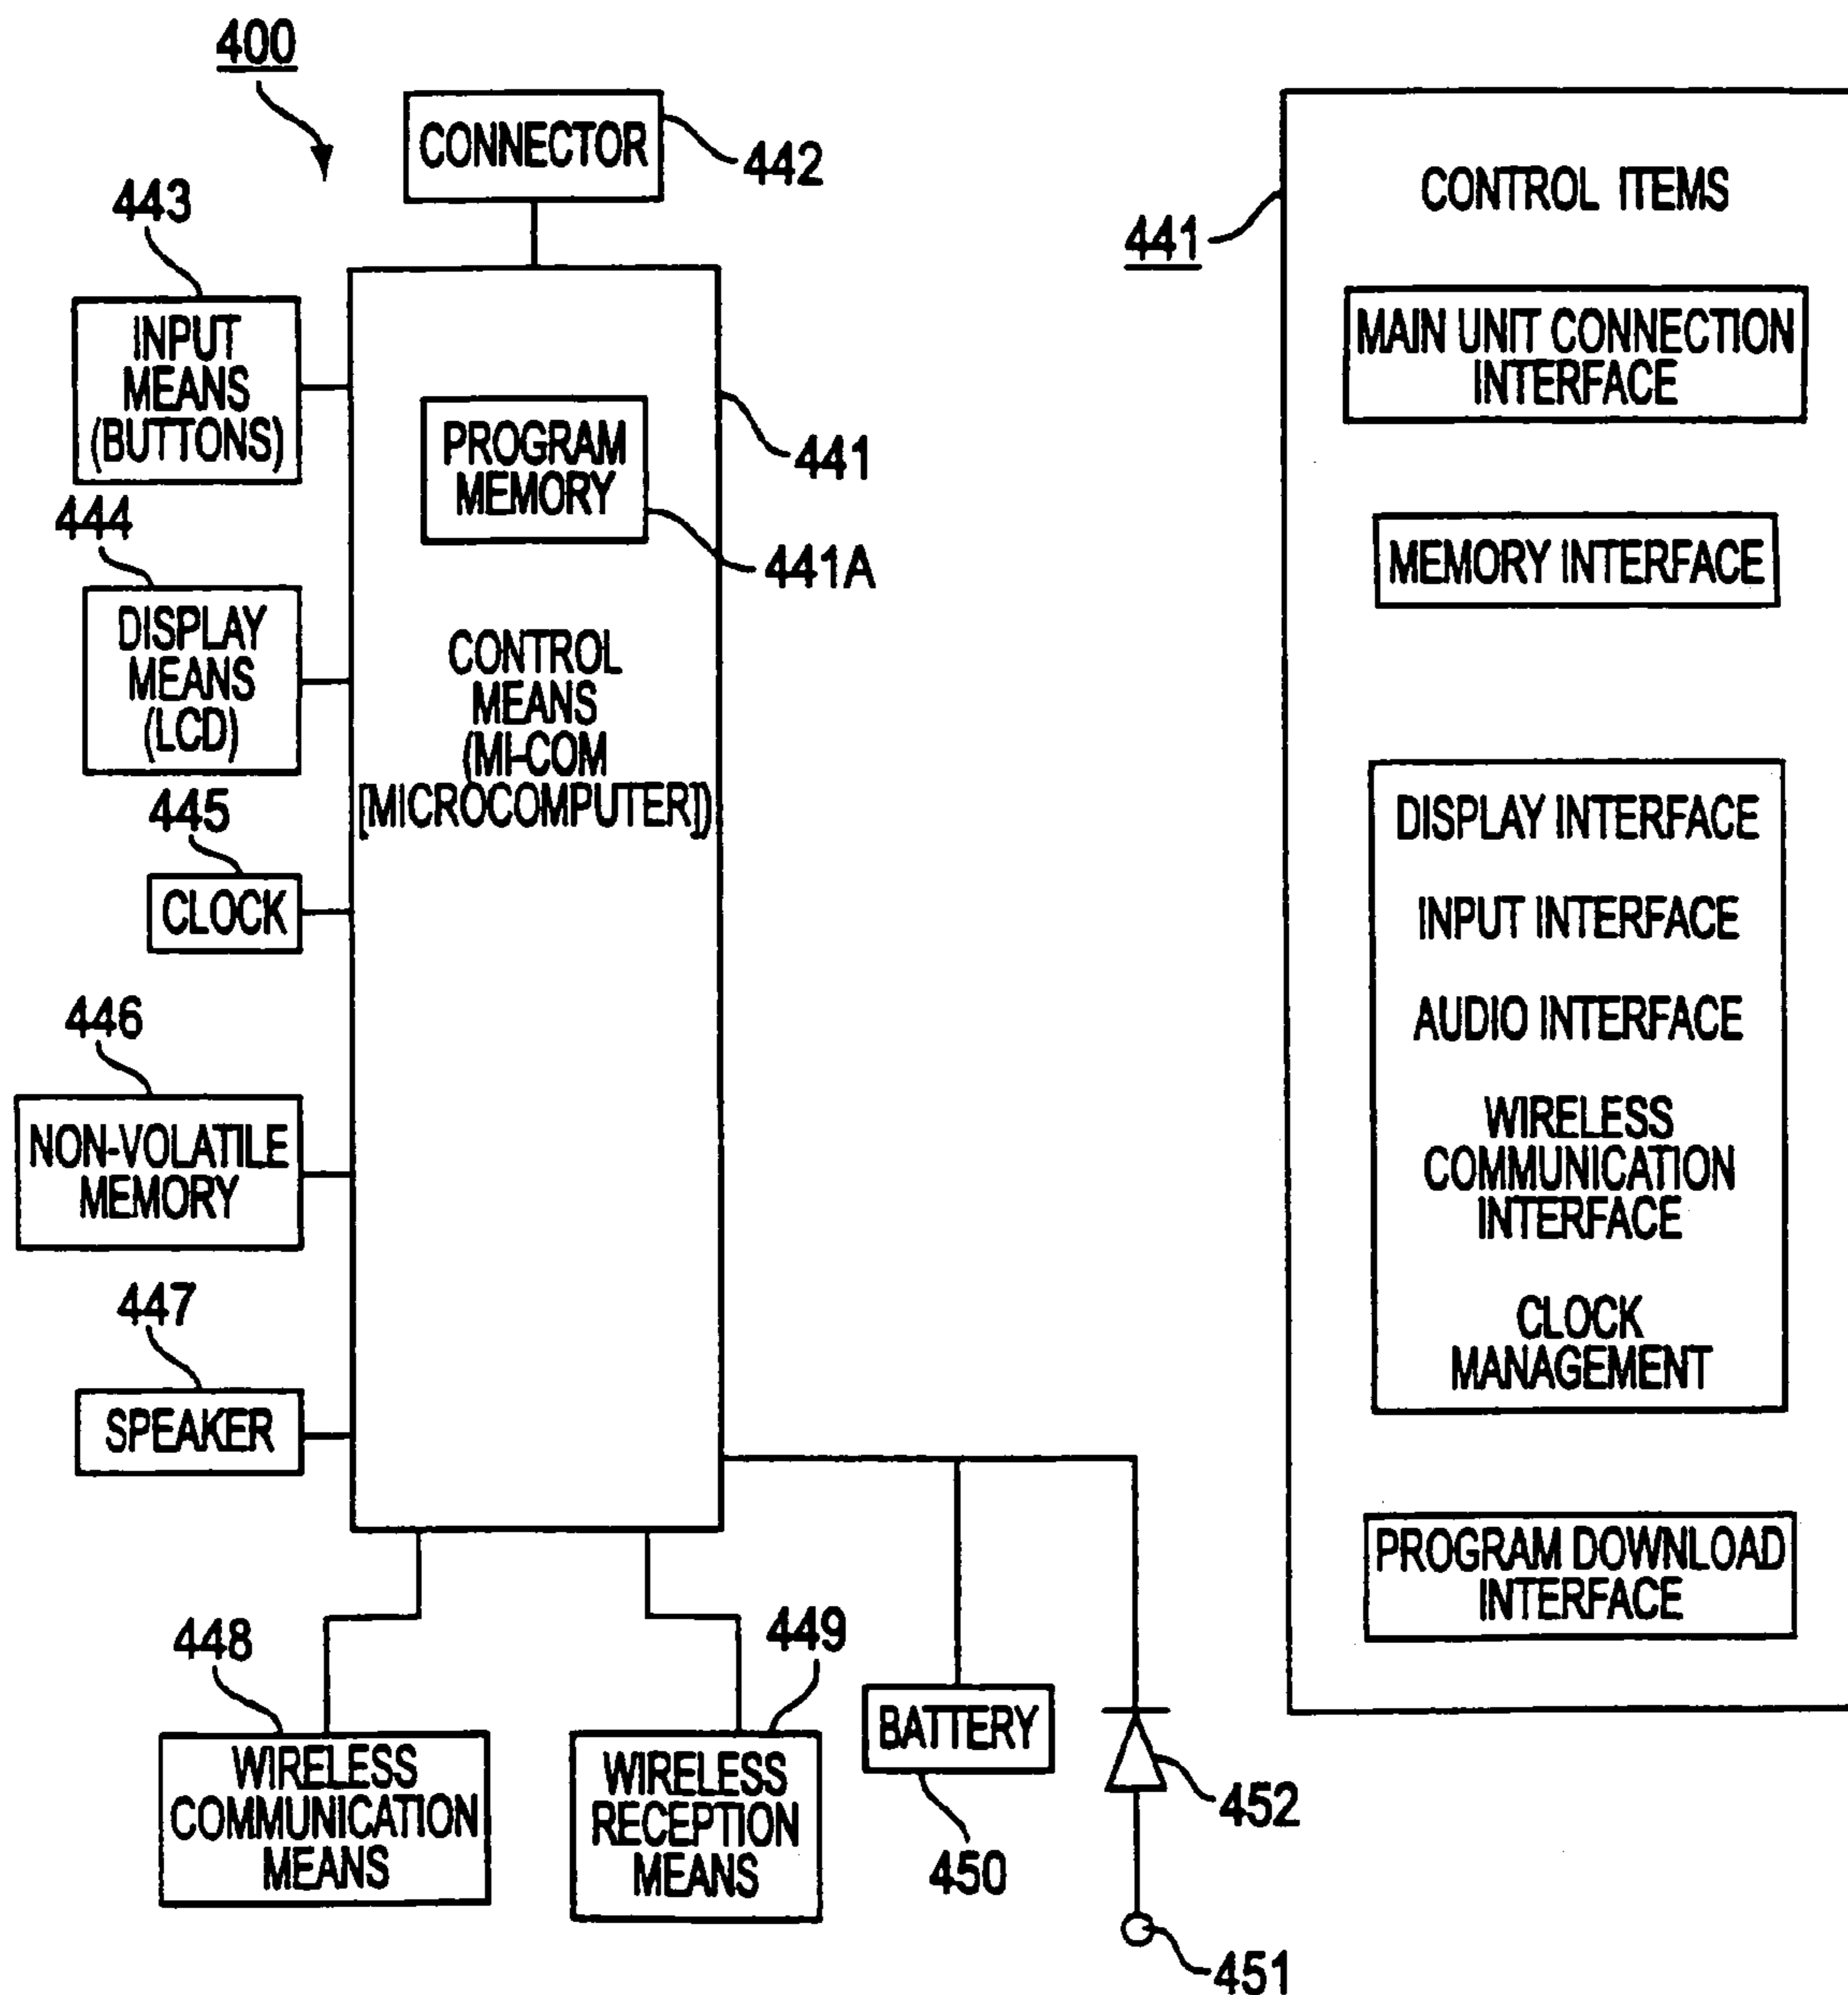 400
CONNECTOR
442
443
INPUT
MEANS
(BUTTONS)
PROGRAM
MEMORY
441
441A
444
DISPLAY
MEANS
(LCD)
CONTROL
MEANS
(MI-COM
[MICROCOMPUTER])
445
CLOCK
446
NON-VOLATILE
MEMORY
447
SPEAKER
448
WIRELESS
COMMUNICATION
MEANS
449
WIRELESS
RECEPTION
MEANS
BATTERY
450
452
451
441
CONTROL ITEMS
MAIN UNIT CONNECTION
INTERFACE
MEMORY INTERFACE
DISPLAY INTERFACE
INPUT INTERFACE
AUDIO INTERFACE
WIRELESS
COMMUNICATION
INTERFACE
CLOCK
MANAGEMENT
PROGRAM DOWNLOAD
INTERFACE